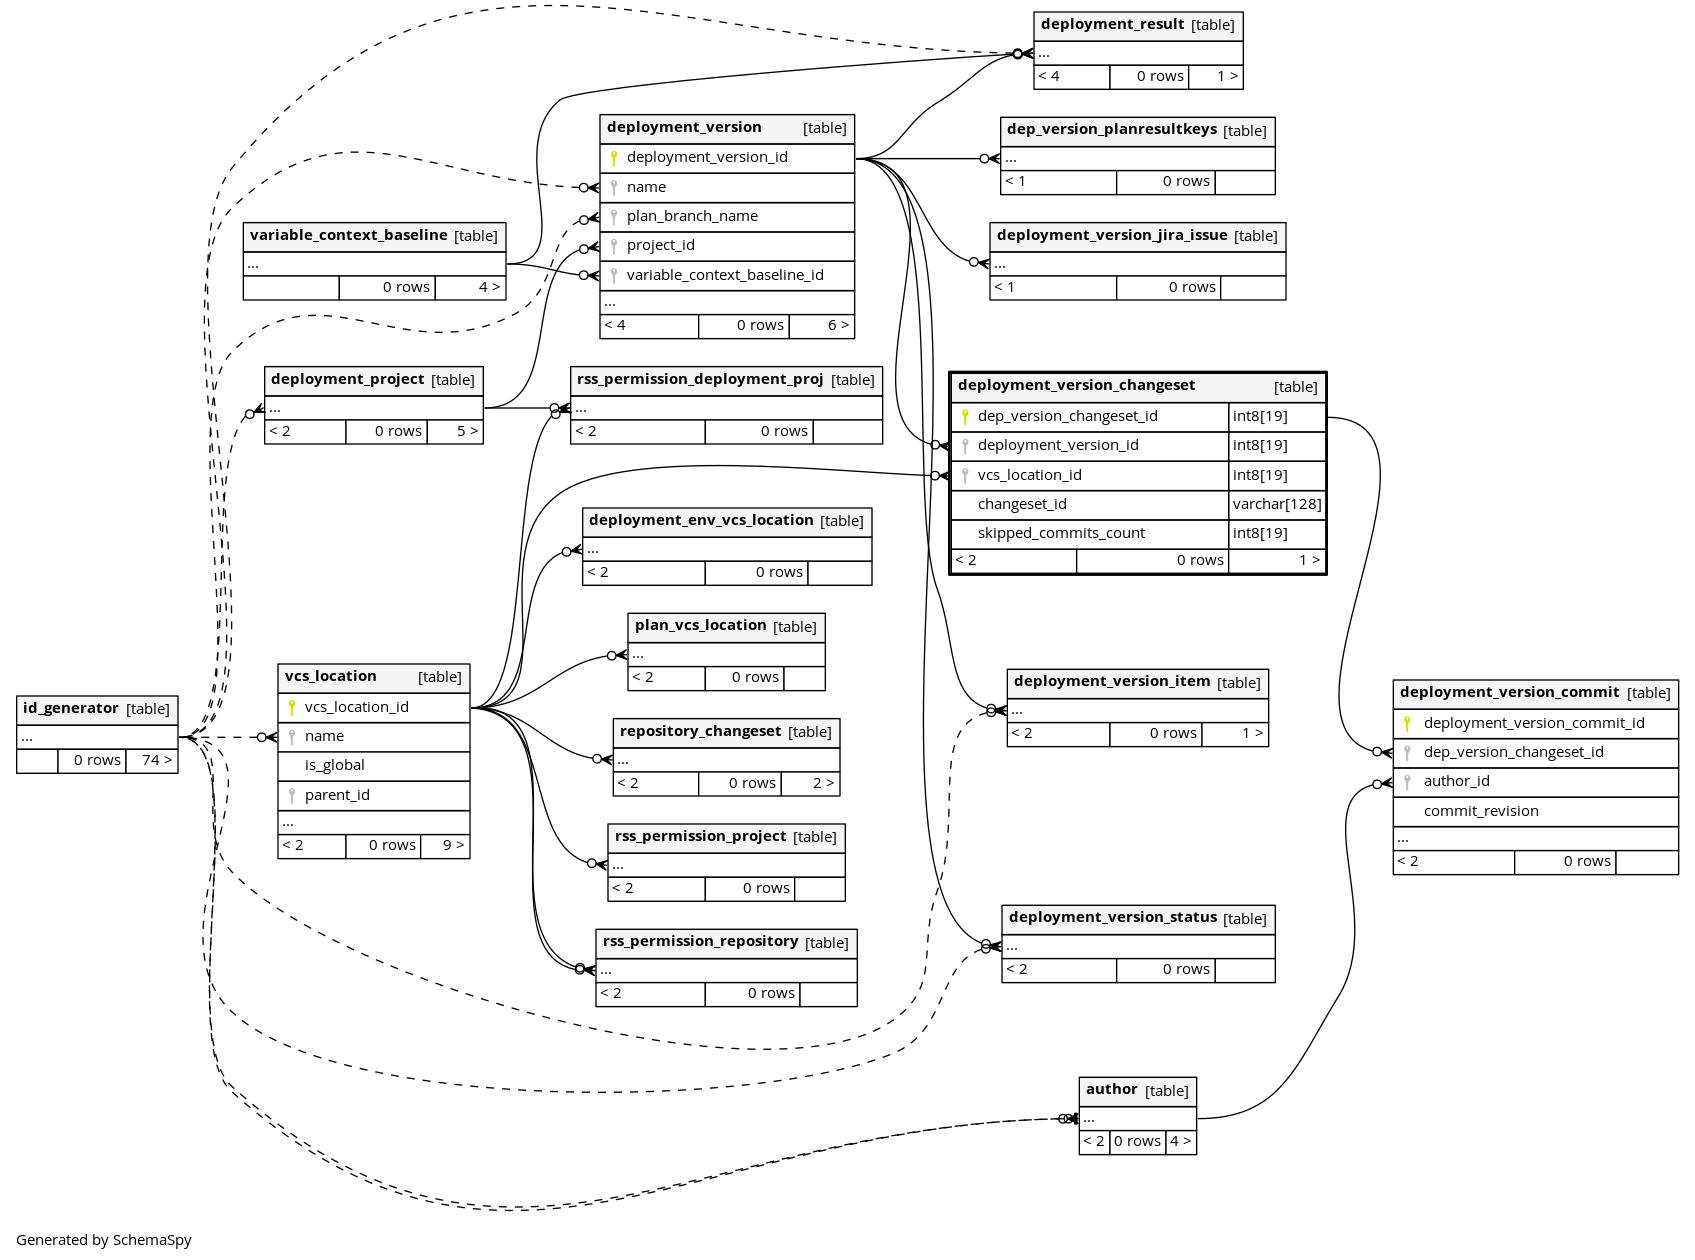 deployment_result [table]
...
< 4 0 rows 1 >
deployment_version [table]
deployment_version_id
name
plan_branch_name
project_id
variable_context_baseline_id
...
< 4 0 rows 6 >
dep_version_planresultkeys [table]
...
< 1 0 rows
variable_context_baseline [table]
...
0 rows 4 >
deployment_version_jira_issue [table]
...
< 1 0 rows
deployment_project [table]
...
< 2 0 rows 5 >
rss_permission_deployment_proj [table]
...
< 2 0 rows
deployment_version_changeset [table]
dep_version_changeset_id int8[19]
deployment_version_id int8[19]
vcs_location_id int8[19]
changeset_id varchar[128]
skipped_commits_count int8[19]
< 2 0 rows 1 >
deployment_env_vcs_location [table]
...
< 2 0 rows
plan_vcs_location [table]
...
< 2 0 rows
vcs_location [table]
vcs_location_id
name
is_global
parent_id
...
< 2 0 rows 9 >
id_generator [table]
...
0 rows 74 >
repository_changeset [table]
...
< 2 0 rows 2 >
deployment_version_item [table]
...
< 2 0 rows 1 >
deployment_version_commit [table]
deployment_version_commit_id
dep_version_changeset_id
author_id
commit_revision
...
< 2 0 rows
rss_permission_project [table]
...
< 2 0 rows
deployment_version_status [table]
...
< 2 0 rows
rss_permission_repository [table]
...
< 2 0 rows
author [table]
...
< 2 0 rows 4 >
Generated by SchemaSpy